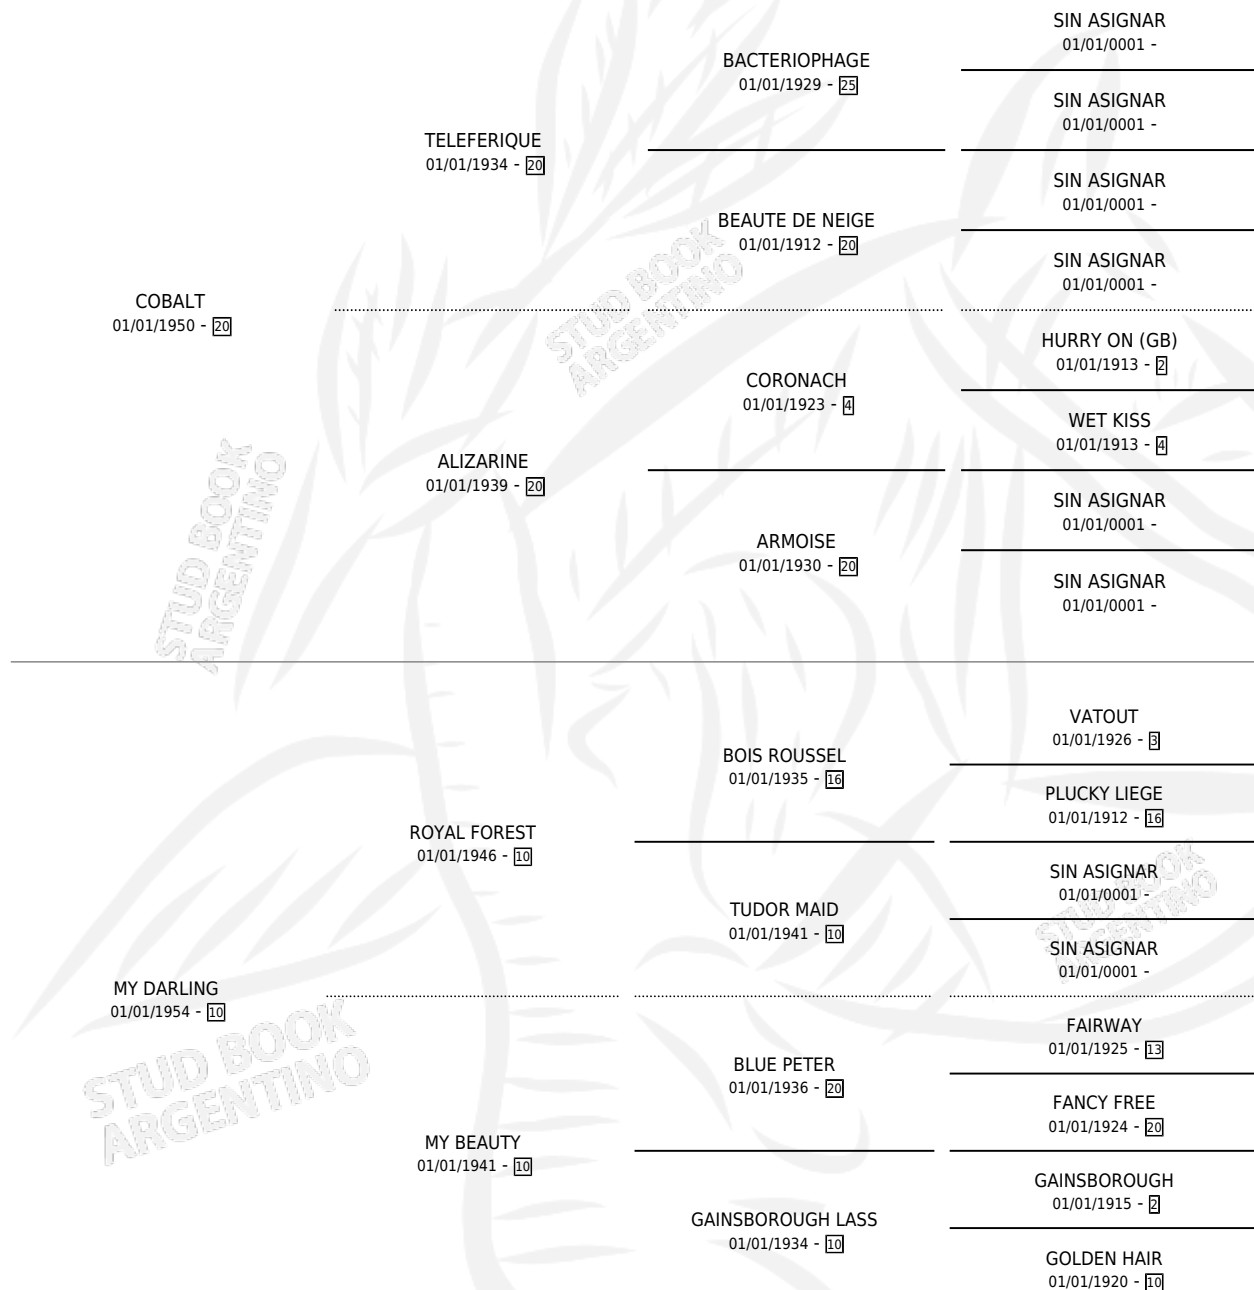 SIN ASIGNAR
01/01/0001 -
BACTERIOPHAGE
01/01/1929 - 25
SIN ASIGNAR
01/01/0001 -
TELEFERIQUE
01/01/1934 - 20
SIN ASIGNAR
01/01/0001 -
BEAUTE DE NEIGE
01/01/1912 - 20
SIN ASIGNAR
01/01/0001 -
COBALT
01/01/1950 - 20
STUD BOOK
ARGENTINO
HURRY ON (GB)
01/01/1913 - 2
CORONACH
01/01/1923 - 4
WET KISS
01/01/1913 - 4
ALIZARINE
01/01/1939 - 20
SIN ASIGNAR
01/01/0001 -
ARMOISE
01/01/1930 - 20
SIN ASIGNAR
01/01/0001 -
STUD BOOK
ARGENTINO
VATOUT
01/01/1926 - 3
BOIS ROUSSEL
01/01/1935 - 16
PLUCKY LIEGE
01/01/1912 - 16
ROYAL FOREST
01/01/1946 - 10
SIN ASIGNAR
01/01/0001 -
TUDOR MAID
01/01/1941 - 10
SIN ASIGNAR
01/01/0001 -
STUD BOOK
ARGENTINO
MY DARLING
01/01/1954 - 10
FAIRWAY
01/01/1925 - 13
BLUE PETER
01/01/1936 - 20
FANCY FREE
01/01/1924 - 20
STUD BOOK
ARGENTINO
MY BEAUTY
01/01/1941 - 10
GAINSBOROUGH
01/01/1915 - 2
GAINSBOROUGH LASS
01/01/1934 - 10
GOLDEN HAIR
01/01/1920 - 10